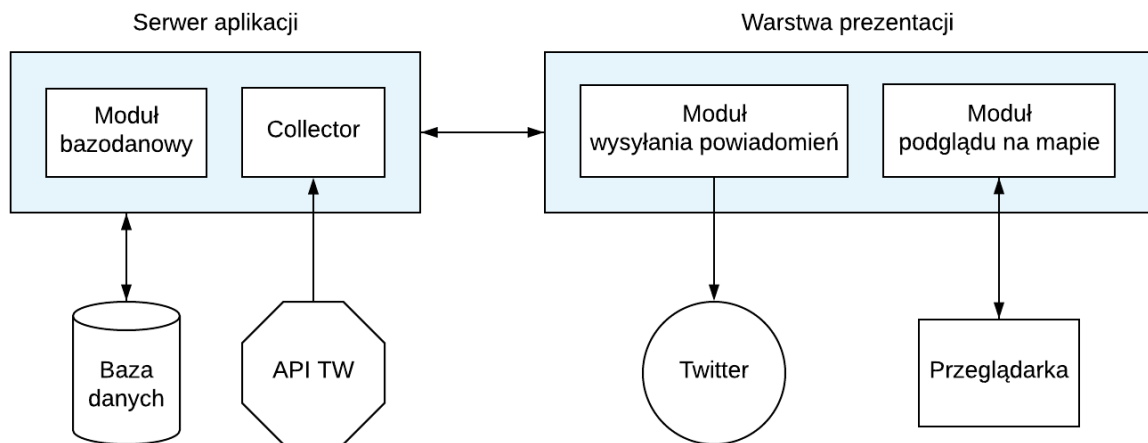 Serwer aplikacji
Warstwa prezentacji
Moduł
bazodanowy
Collector
Moduł
wysyłania powiadomień
Moduł
podglądu na mapie
Baza
danych
API TW
Twitter
Przeglądarka